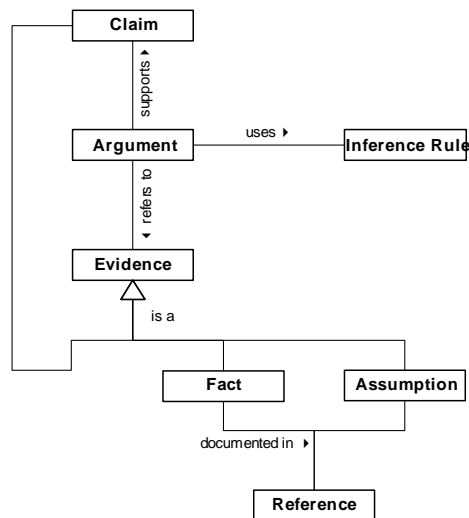 Claim
supports
Argument
uses
Inference Rule
refers to
Evidence
is a
Fact
Assumption
documented in
Reference